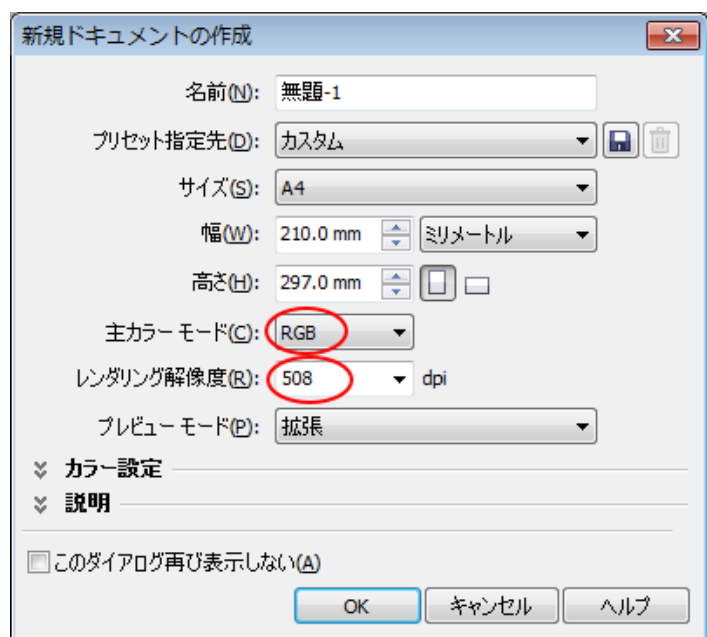 新規ドキュメントの作成
名前(N): 無題-1
プリセット指定先(D): カスタム
サイズ(S): A4
幅(W): 210.0 mm ミリメートル
高さ(H): 297.0 mm
主カラー モード(C): RGB
レンダリング解像度(R): 508 dpi
プレビュー モード(P): 拡張
カラー設定
説明
このダイアログ再び表示しない(A)
OK キャンセル ヘルプ